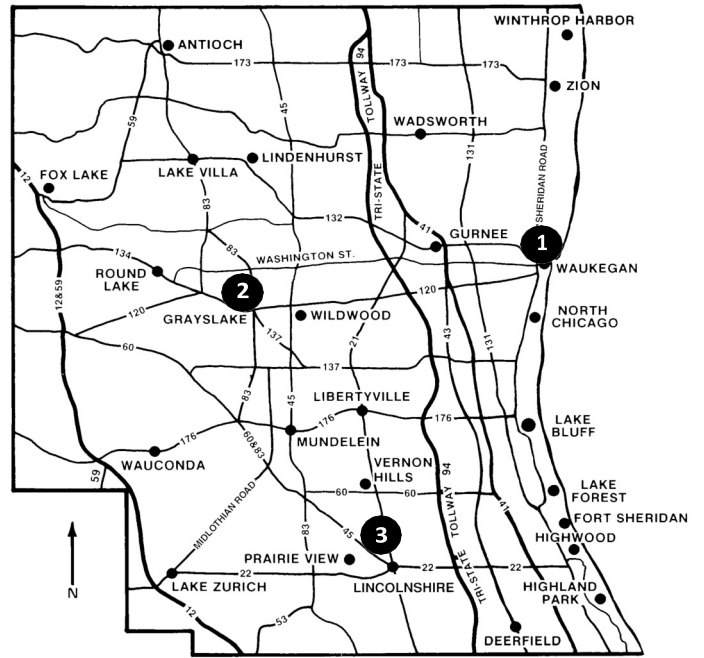 WINTHROP HARBOR
ANTIOCH
173
94
173
173
ZION
TOLLWAY
45
59
WADSWORTH
131
LINDENHURST
LAKE VILLA
SHERIDAN ROAD
12
FOX LAKE
TRI-STATE
83
132
41
GURNEE
1
83
WASHINGTON ST.
134
WAUKEGAN
ROUND
LAKE
2
120
12&59
120
GRAYSLAKE
WILDWOOD
NORTH
CHICAGO
137
43
131
60
21
137
83
45
LIBERTYVILLE
176
176
176
LAKE
BLUFF
MUNDELEIN
60&83
WAUCONDA
VERNON
HILLS
94
59
60
60
LAKE
FOREST
41
MIDLOTHIAN ROAD
TOLLWAY
FORT SHERIDAN
83
45
3
HIGHWOOD
N
PRAIRIE VIEW
22
22
22
LAKE ZURICH
LINCOLNSHIRE
TRI-STATE
HIGHLAND
PARK
12
53
DEERFIELD